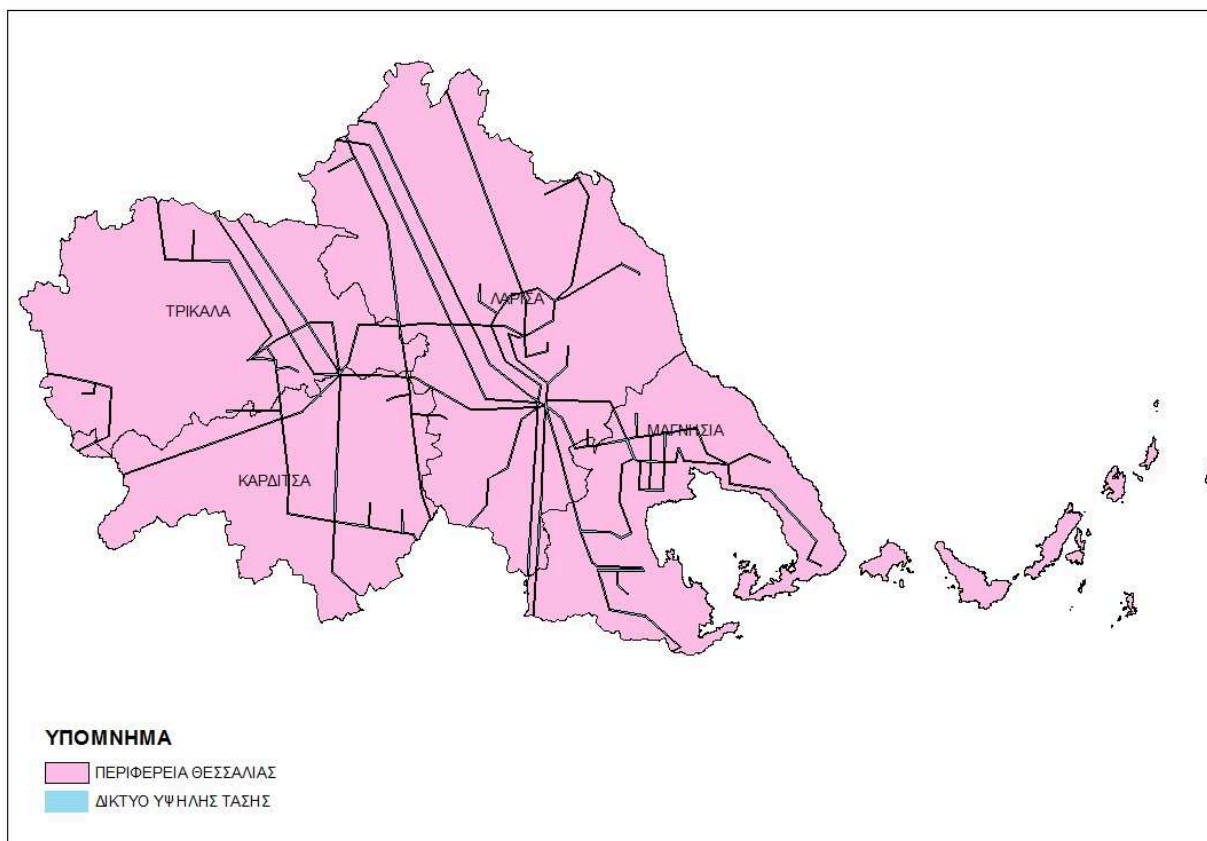 ΤΡΙΚΑΛΑ
ΛΑΡΙΣΑ
ΜΑΓΝΗΣΙΑ
ΚΑΡΔΙΤΣΑ
ΥΠΟΜΝΗΜΑ
ΠΕΡΙΦΕΡΕΙΑ ΘΕΣΣΑΛΙΑΣ
ΔΙΚΤΥΟ ΥΨΗΛΗΣ ΤΑΣΗΣ